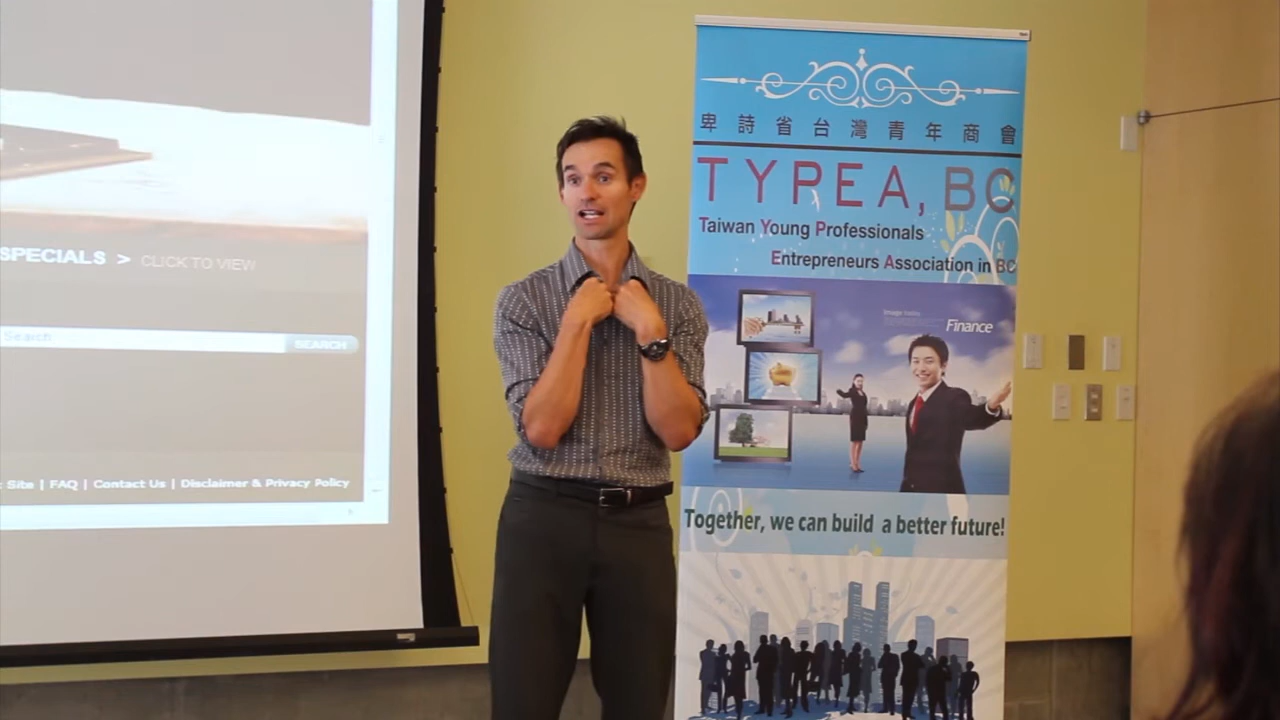 SPECIALS > CLICK TO VIEW
Search SEARCH
Site | FAQ | Contact Us | Disclaimer & Privacy Policy
卑詩省台灣青年商會
TYPEA, BC
Taiwan Young Professionals
Entrepreneurs Association in BC
Image
Finance
Together, we can build a better future!